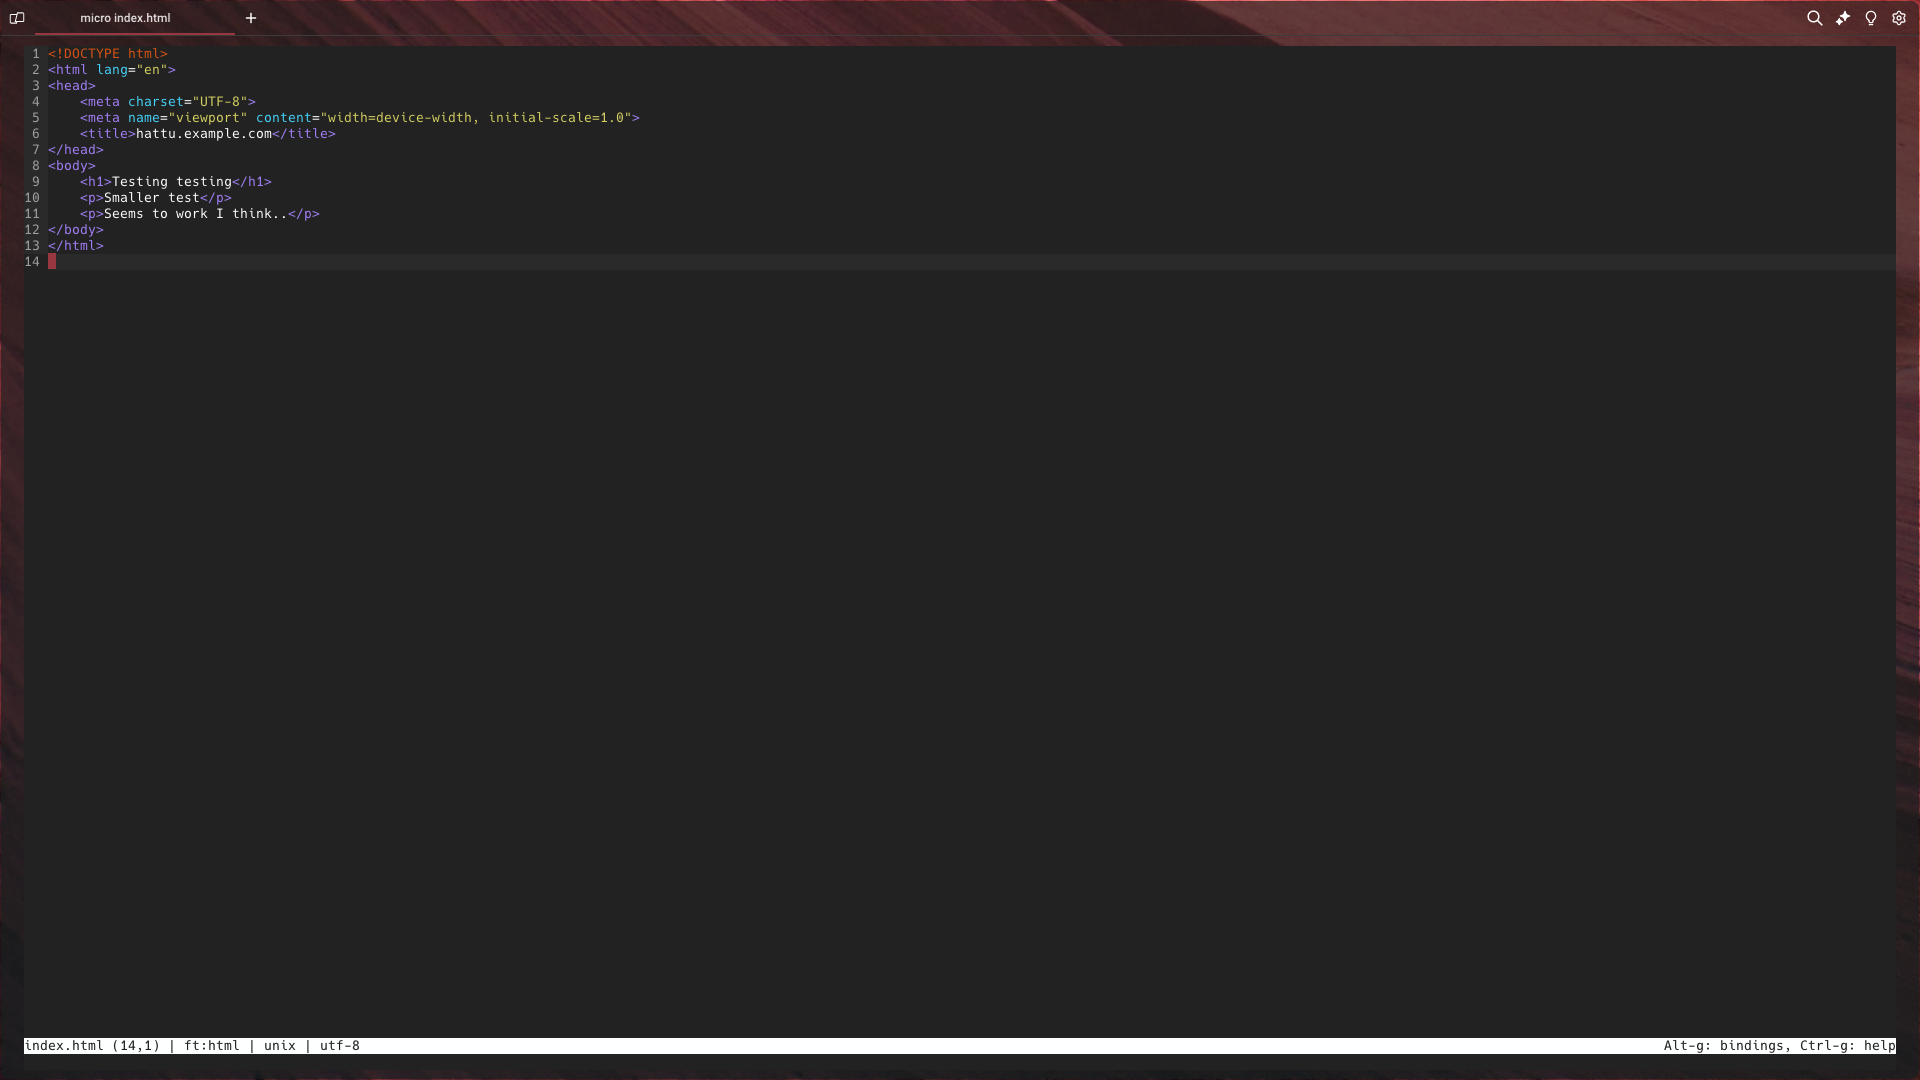 micro index.html
1 <!DOCTYPE html>
2 <html lang="en">
3 <head>
4     <meta charset="UTF-8">
5     <meta name="viewport" content="width=device-width, initial-scale=1.0">
6     <title>hattu.example.com</title>
7 </head>
8 <body>
9     <h1>Testing testing</h1>
10     <p>Smaller test</p>
11     <p>Seems to work I think..</p>
12 </body>
13 </html>
14
index.html (14,1) | ft:html | unix | utf-8 Alt-g: bindings, Ctrl-g: help